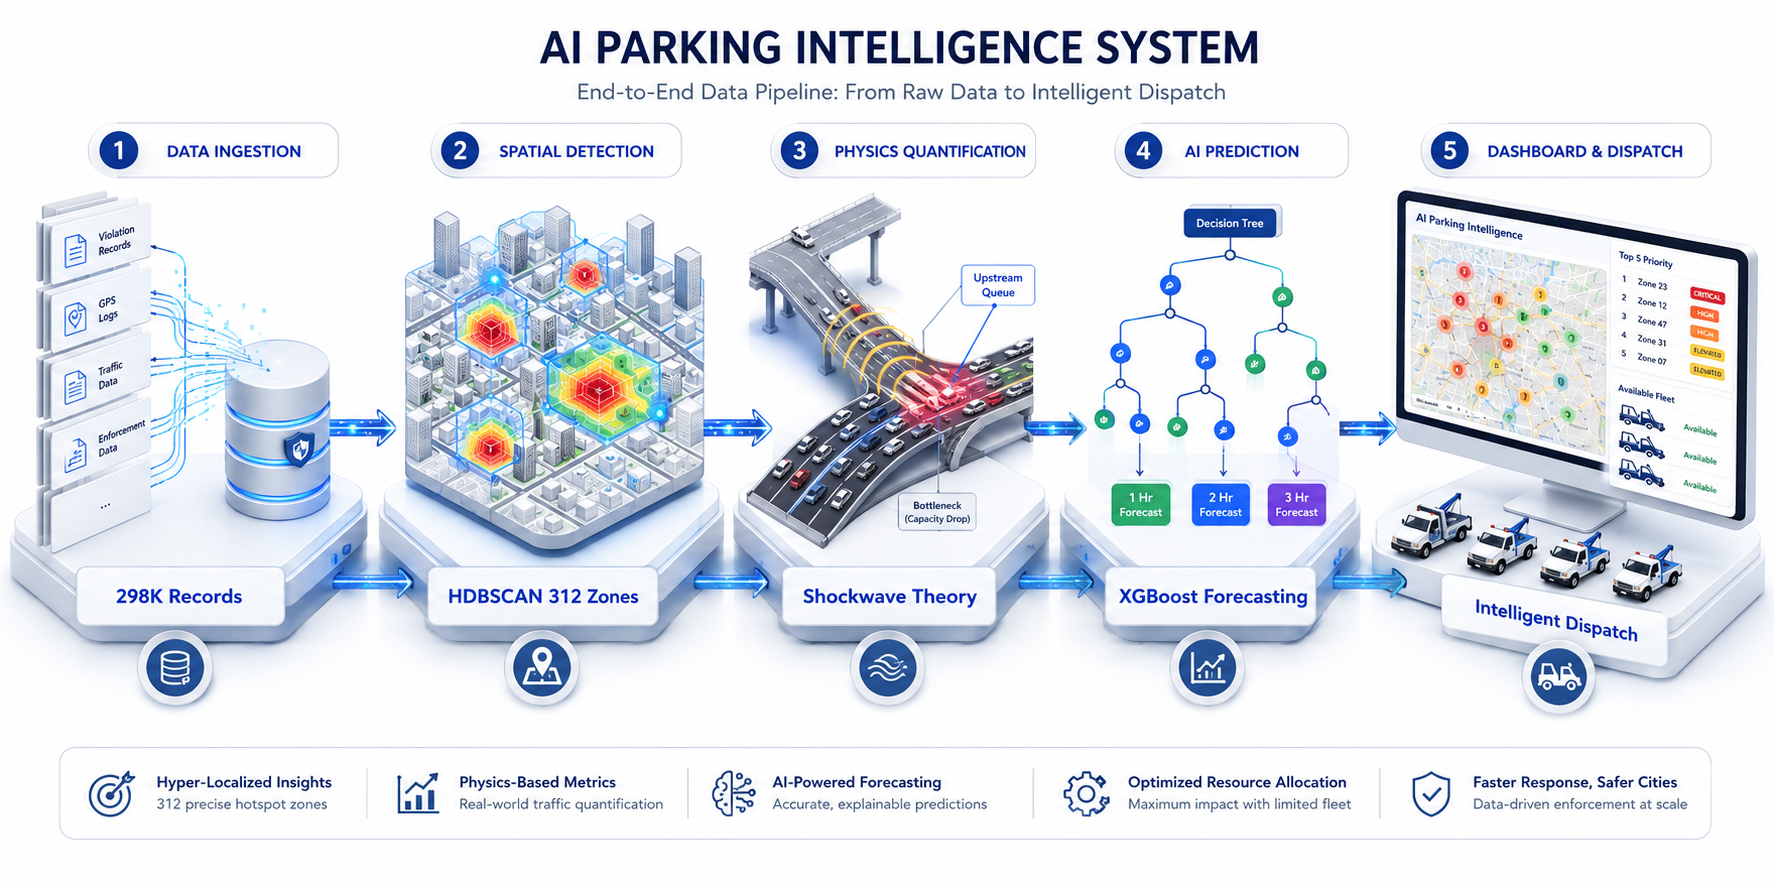 AI PARKING INTELLIGENCE SYSTEM
End-to-End Data Pipeline: From Raw Data to Intelligent Dispatch
1 DATA INGESTION
2 SPATIAL DETECTION
3 PHYSICS QUANTIFICATION
4 AI PREDICTION
5 DASHBOARD & DISPATCH
Violation
Records
GPS
Logs
Traffic
Data
Enforcement
Data
...
Upstream
Queue
Bottleneck
(Capacity Drop)
Decision Tree
1 Hr
Forecast
2 Hr
Forecast
3 Hr
Forecast
AI Parking Intelligence
Top 5 Priority
1 Zone 23 CRITICAL
2 Zone 12 HIGH
3 Zone 47 HIGH
4 Zone 31 ELEVATED
5 Zone 07 ELEVATED
Available Fleet
Available
Available
Available
298K Records
HDBSCAN 312 Zones
Shockwave Theory
XGBoost Forecasting
Intelligent Dispatch
Hyper-Localized Insights
312 precise hotspot zones
Physics-Based Metrics
Real-world traffic quantification
AI-Powered Forecasting
Accurate, explainable predictions
Optimized Resource Allocation
Maximum impact with limited fleet
Faster Response, Safer Cities
Data-driven enforcement at scale